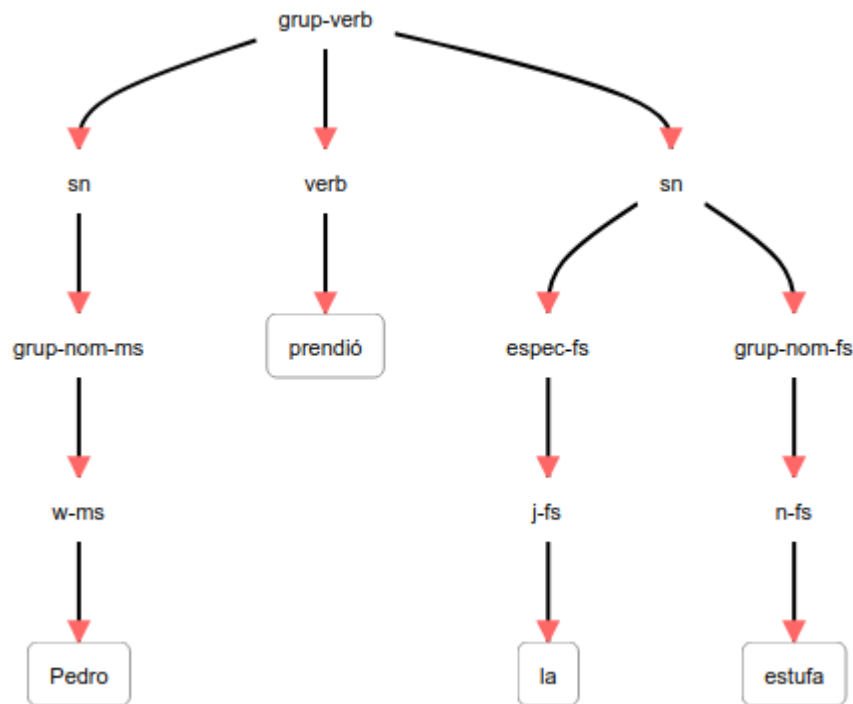 grup-verb
sn verb sn
grup-nom-ms prendió espec-fs grup-nom-fs
w-ms j-fs n-fs
Pedro la estufa